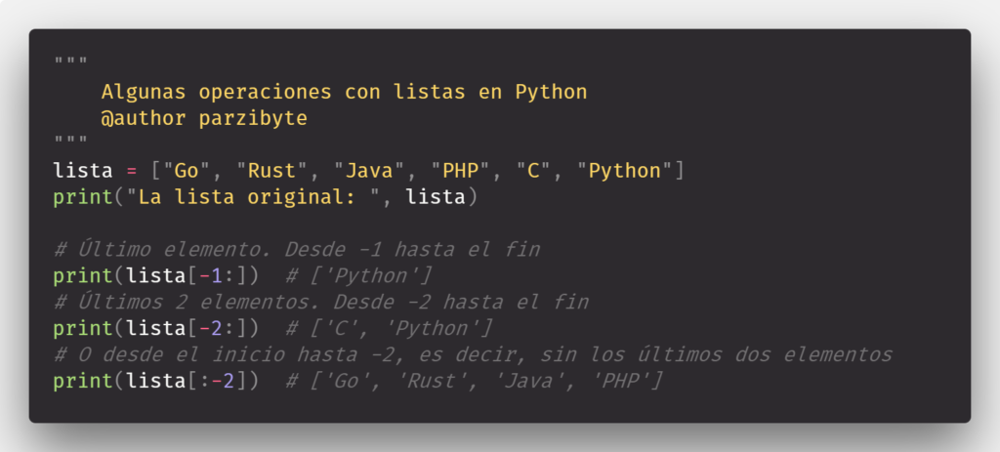 """
    Algunas operaciones con listas en Python
    @author parzibyte
"""
lista = ["Go", "Rust", "Java", "PHP", "C", "Python"]
print("La lista original: ", lista)

# Último elemento. Desde -1 hasta el fin
print(lista[-1:])  # ['Python']
# Últimos 2 elementos. Desde -2 hasta el fin
print(lista[-2:])  # ['C', 'Python']
# O desde el inicio hasta -2, es decir, sin los últimos dos elementos
print(lista[:-2])  # ['Go', 'Rust', 'Java', 'PHP']